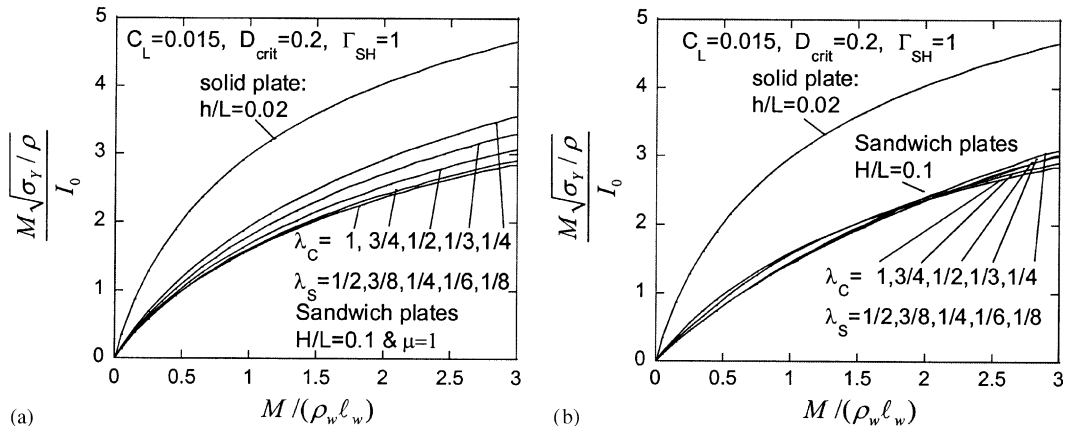 C_L=0.015, D_crit=0.2, Γ_SH=1
solid plate:
h/L=0.02
λ_C= 1, 3/4,1/2,1/3,1/4
λ_S=1/2,3/8,1/4,1/6,1/8
Sandwich plates
H/L=0.1 & μ=1
M√σ_Y / ρ
I_0
5
4
3
2
1
0
0 0.5 1 1.5 2 2.5 3
M /(ρ_w ℓ_w)
(a)
C_L=0.015, D_crit=0.2, Γ_SH=1
solid plate:
h/L=0.02
Sandwich plates
H/L=0.1
λ_C= 1,3/4,1/2,1/3,1/4
λ_S=1/2,3/8,1/4,1/6,1/8
M√σ_Y / ρ
I_0
5
4
3
2
1
0
0 0.5 1 1.5 2 2.5 3
M /(ρ_w ℓ_w)
(b)